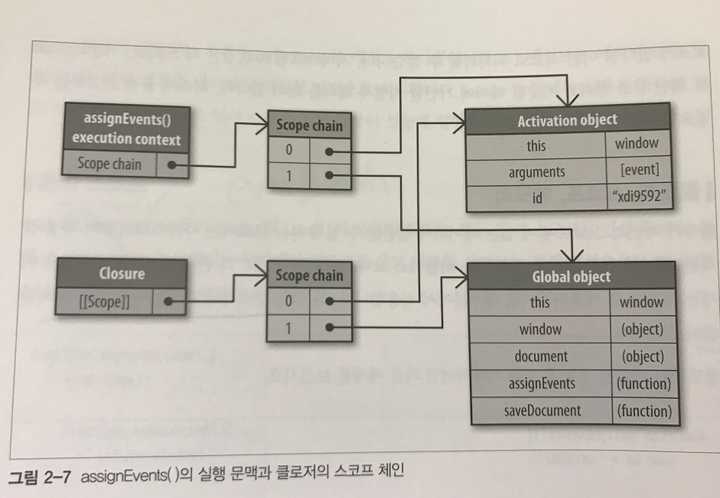 assignEvents()
execution context
Scope chain
Scope chain
0
1
Activation object
this window
arguments [event]
id "xdi9592"
Closure
[[Scope]]
Scope chain
0
1
Global object
this window
window (object)
document (object)
assignEvents (function)
saveDocument (function)
그림 2-7 assignEvents( )의 실행 문맥과 클로저의 스코프 체인